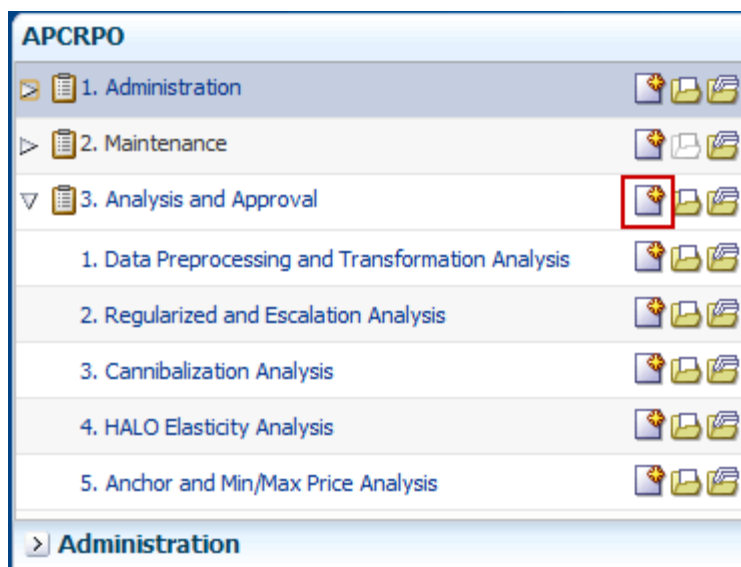 APCRPO
1. Administration
2. Maintenance
3. Analysis and Approval
1. Data Preprocessing and Transformation Analysis
2. Regularized and Escalation Analysis
3. Cannibalization Analysis
4. HALO Elasticity Analysis
5. Anchor and Min/Max Price Analysis
Administration